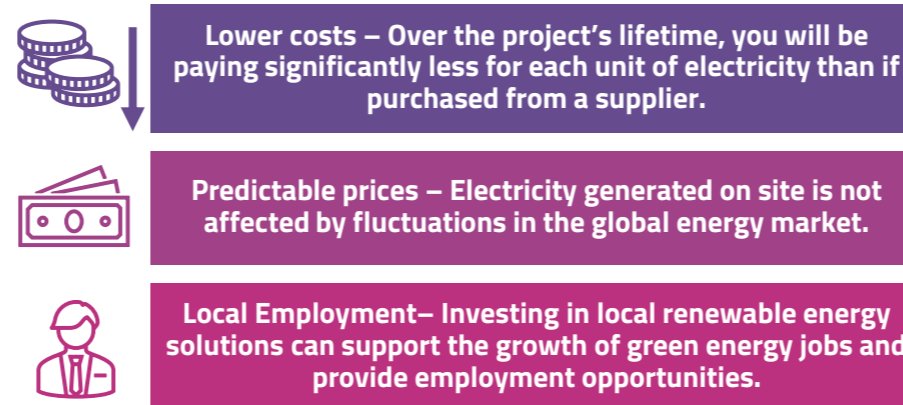 Lower costs – Over the project's lifetime, you will be
paying significantly less for each unit of electricity than if
purchased from a supplier.
Predictable prices – Electricity generated on site is not
affected by fluctuations in the global energy market.
Local Employment– Investing in local renewable energy
solutions can support the growth of green energy jobs and
provide employment opportunities.